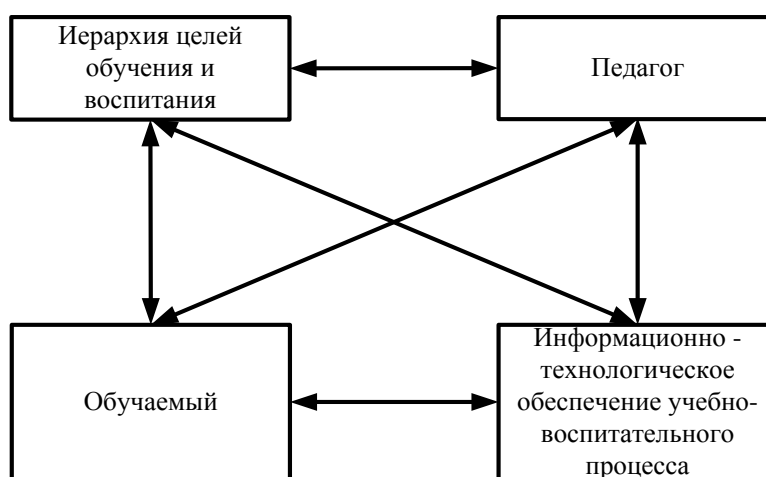 Иерархия целей
обучения и
воспитания
Педагог
Обучаемый
Информационно -
технологическое
обеспечение учебно-
воспитательного
процесса